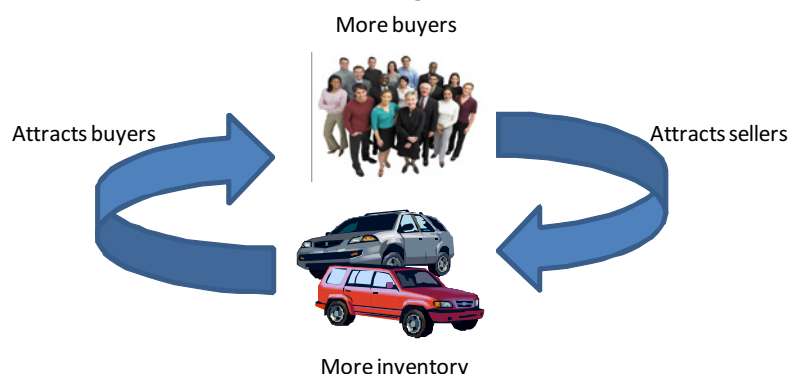 More buyers
Attracts buyers
Attracts sellers
More inventory